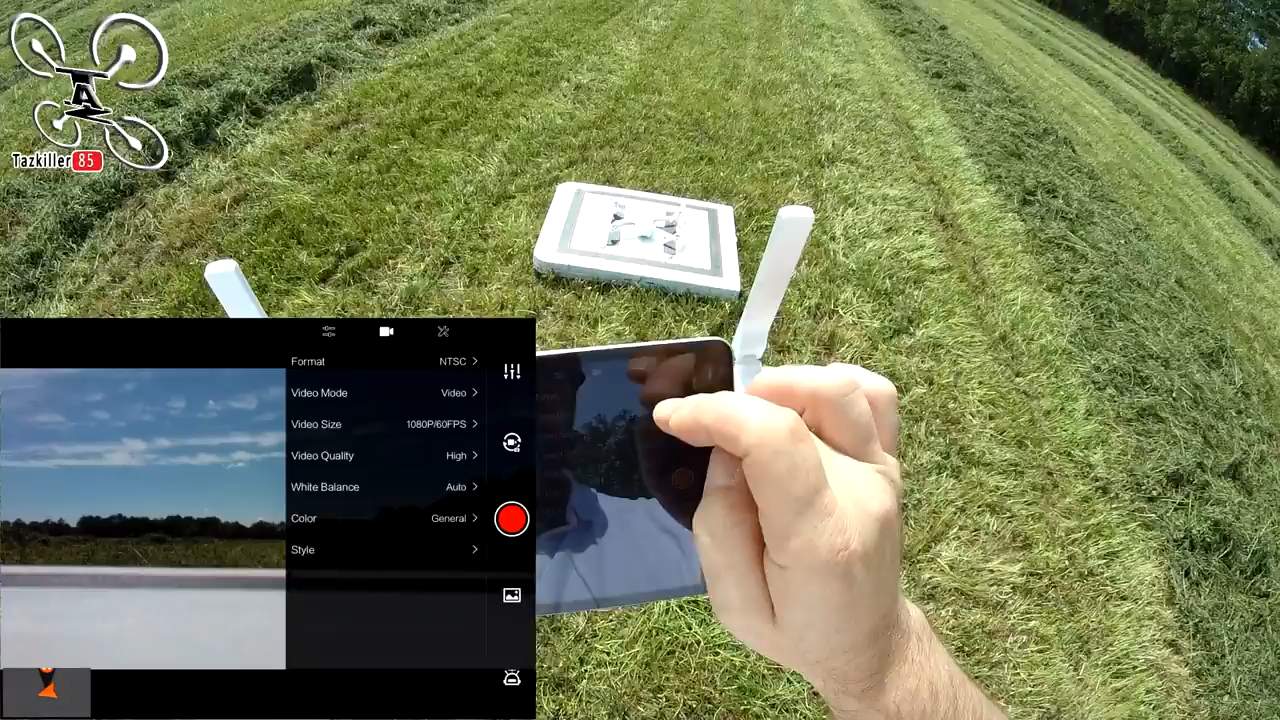 A
Tazkiller 85
Format NTSC
Video Mode Video
Video Size 1080P/60FPS
Video Quality High
White Balance Auto
Color General
Style